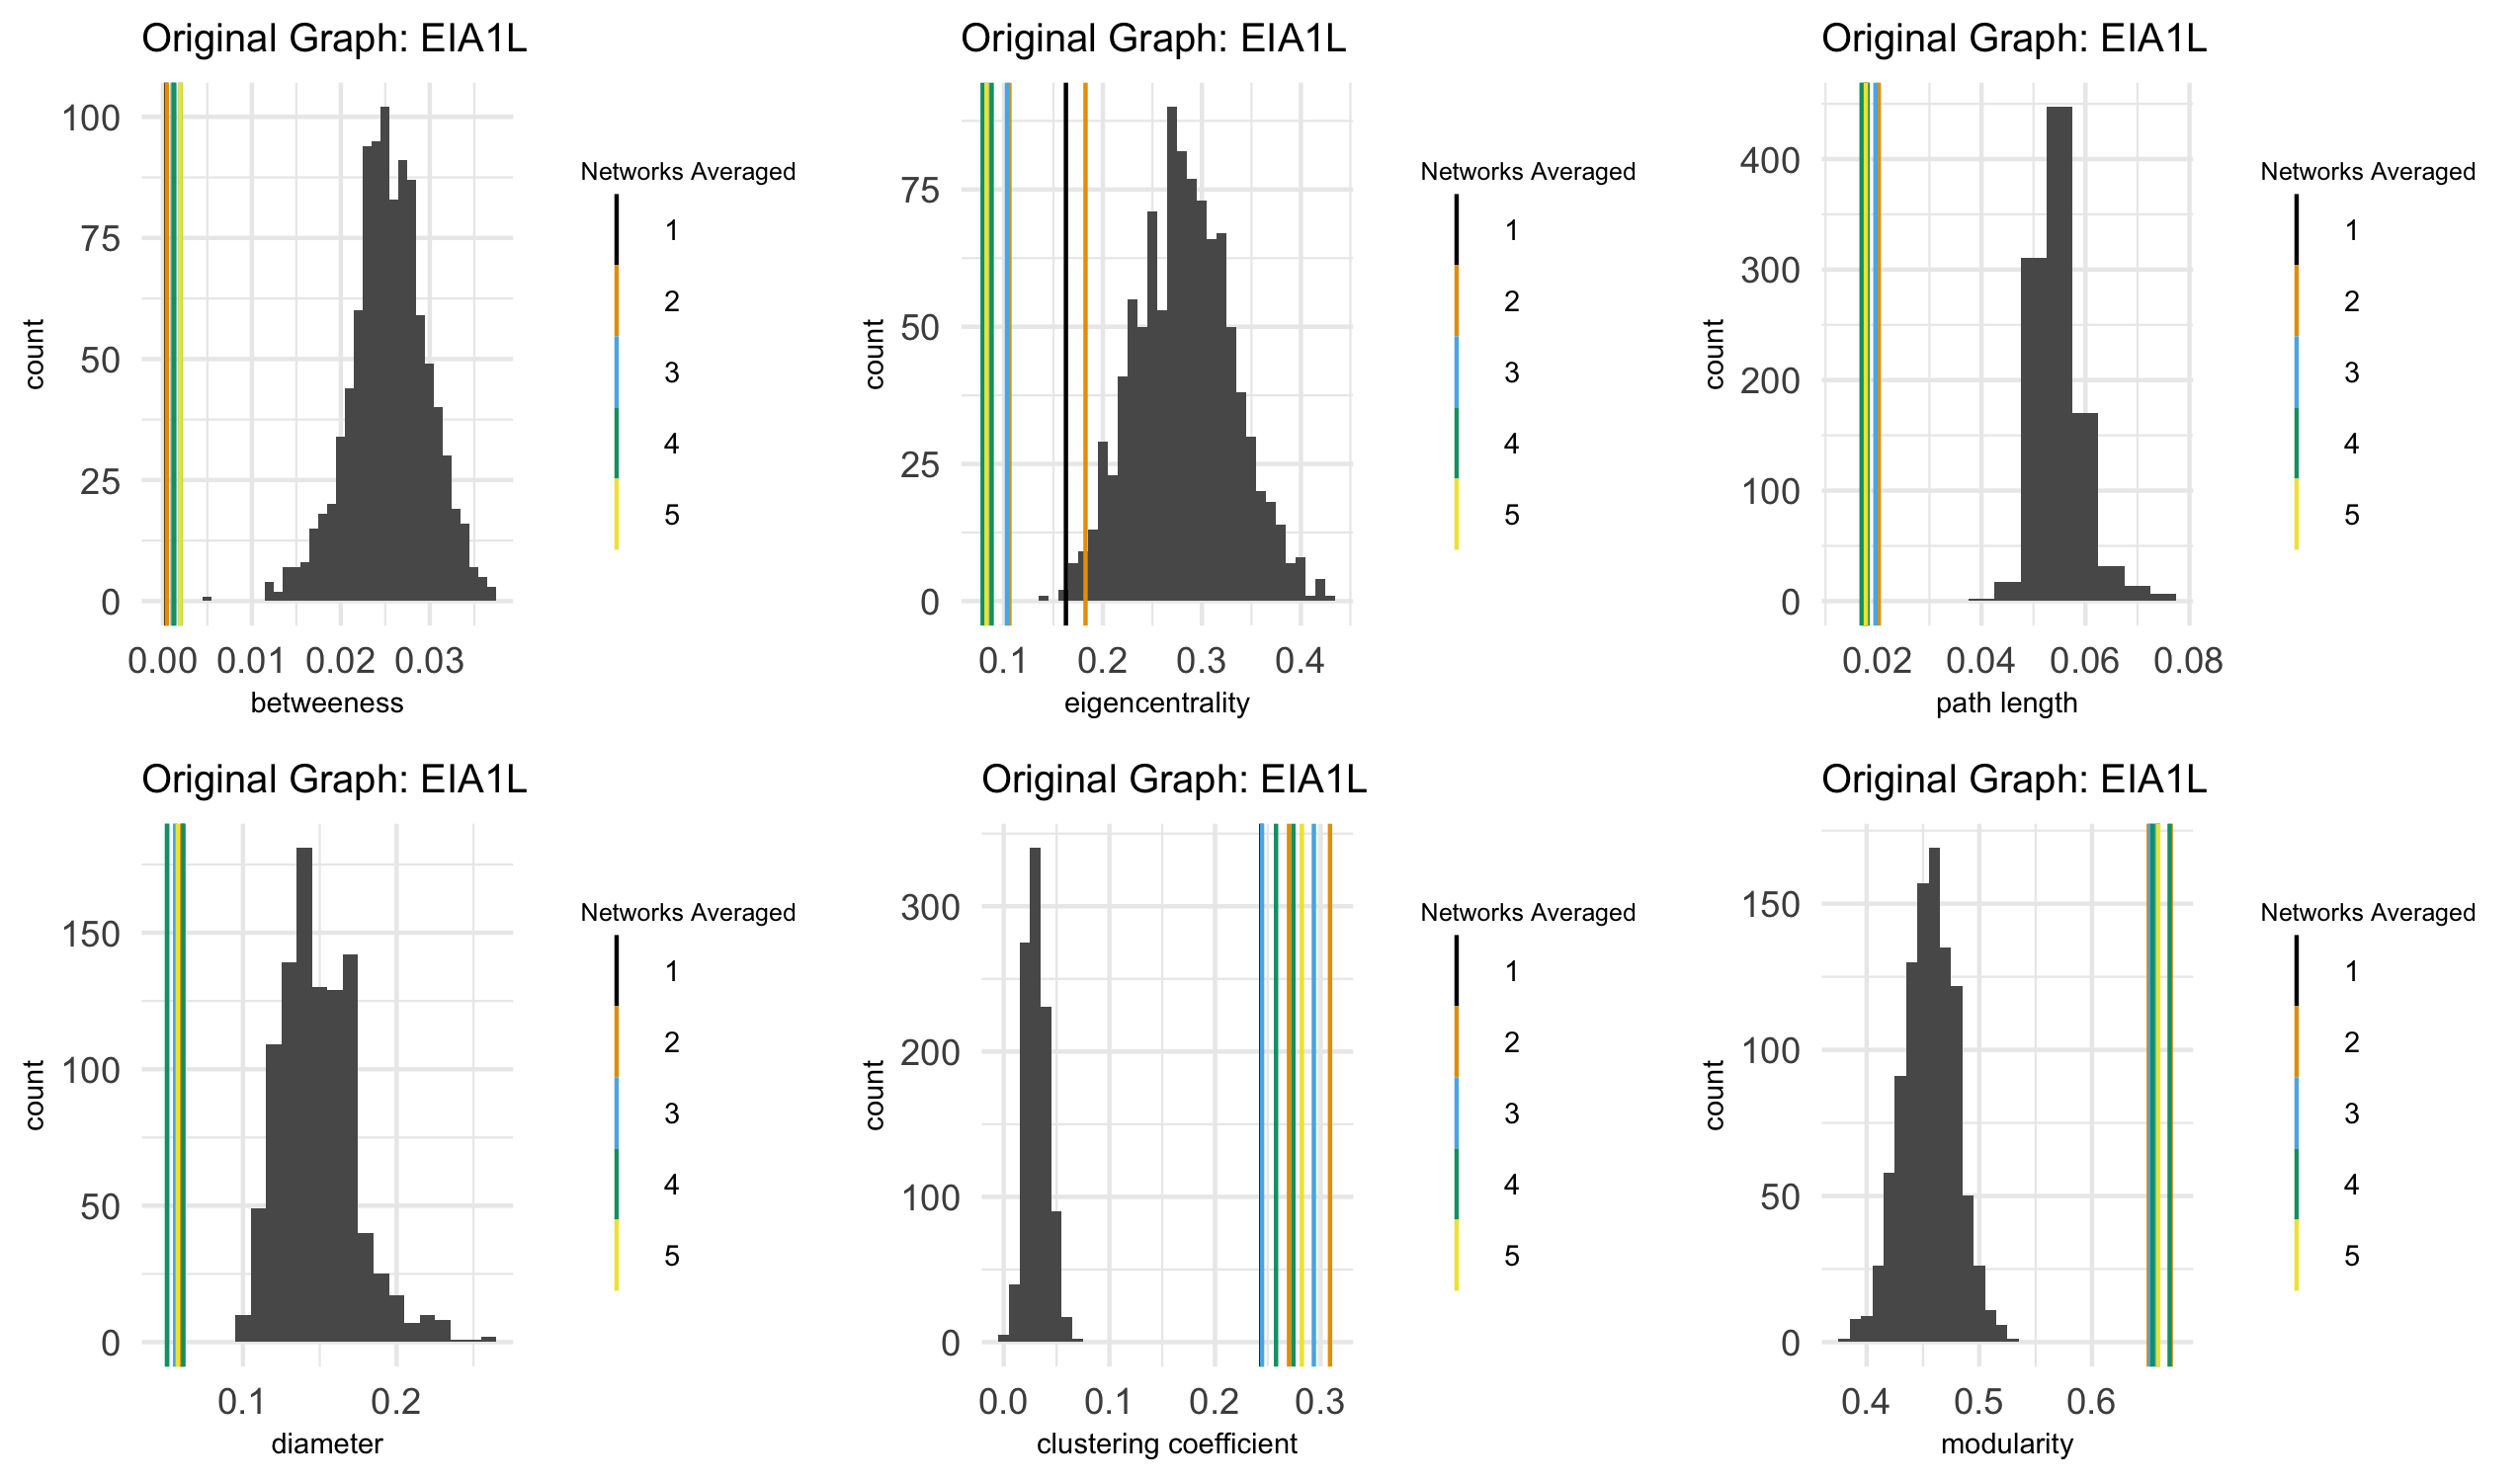 Original Graph: EIA1L
100
75
50
25
0
count
0.00 0.01 0.02 0.03
betweeness
Networks Averaged
1
2
3
4
5
Original Graph: EIA1L
75
50
25
0
count
0.1 0.2 0.3 0.4
eigencentrality
Networks Averaged
1
2
3
4
5
Original Graph: EIA1L
400
300
200
100
0
count
0.02 0.04 0.06 0.08
path length
Networks Averaged
1
2
3
4
5
Original Graph: EIA1L
150
100
50
0
count
0.1 0.2
diameter
Networks Averaged
1
2
3
4
5
Original Graph: EIA1L
300
200
100
0
count
0.0 0.1 0.2 0.3
clustering coefficient
Networks Averaged
1
2
3
4
5
Original Graph: EIA1L
150
100
50
0
count
0.4 0.5 0.6
modularity
Networks Averaged
1
2
3
4
5